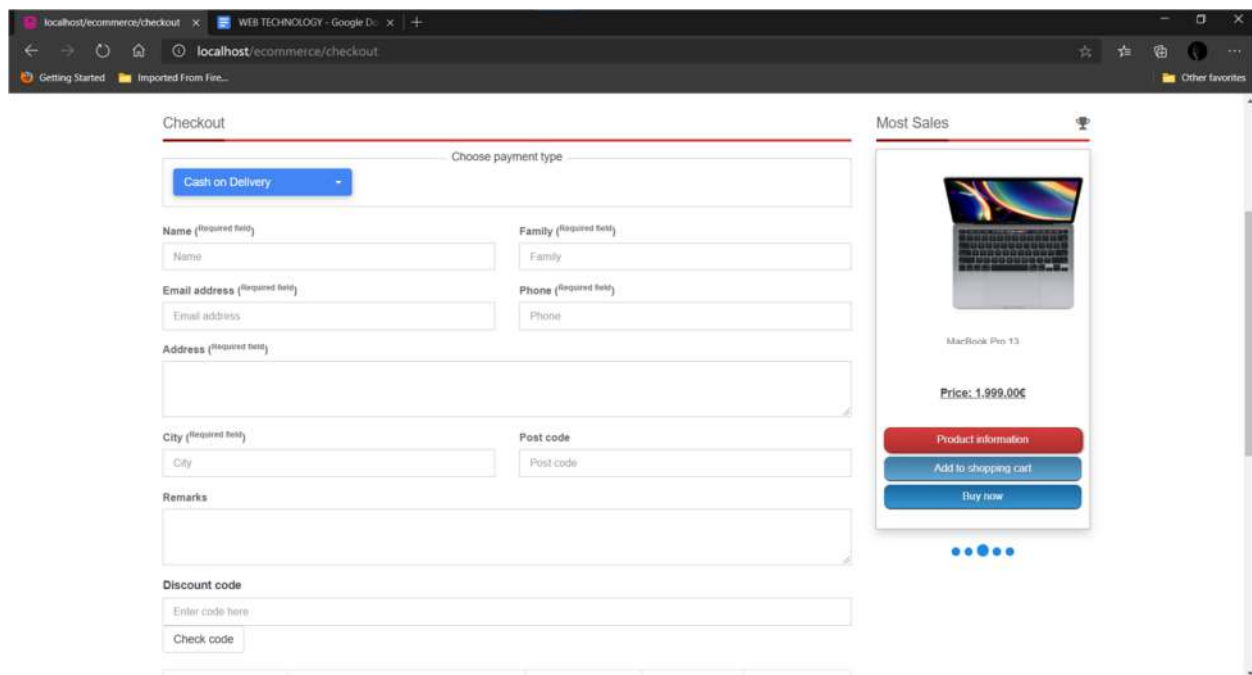 localhost/ecommerce/checkout
WEB TECHNOLOGY - Google Do
localhost/ecommerce/checkout
Getting Started
Imported From Fire...
Other favorites
Checkout
Choose payment type
Cash on Delivery
Name (Required field)
Family (Required field)
Name
Family
Email address (Required field)
Phone (Required field)
Email address
Phone
Address (Required field)
City (Required field)
Post code
City
Post code
Remarks
Discount code
Enter code here
Check code
Most Sales
MacBook Pro 13
Price: 1,999.00€
Product information
Add to shopping cart
Buy now